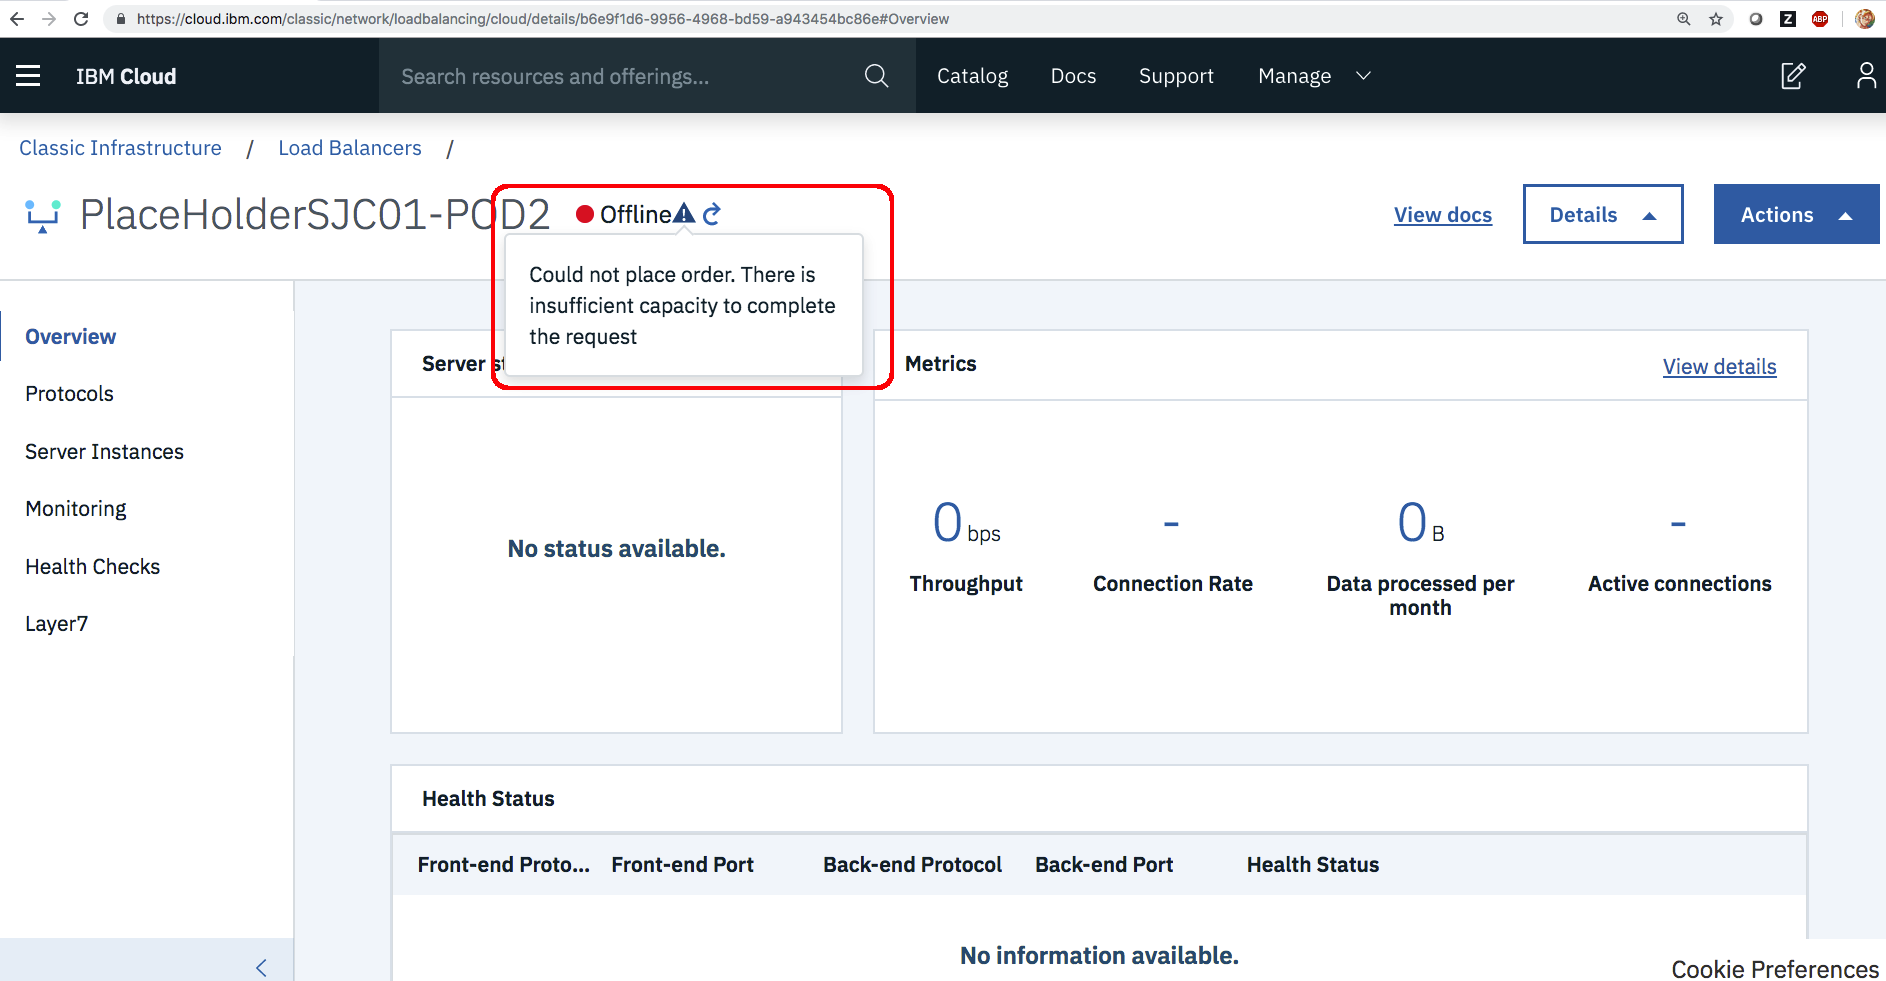 https://cloud.ibm.com/classic/network/loadbalancing/cloud/details/b6e9f1d6-9956-4968-bd59-a943454bc86e#Overview
Z
ABP
IBM Cloud
Search resources and offerings...
Catalog
Docs
Support
Manage
Classic Infrastructure / Load Balancers /
PlaceHolderSJC01-POD2
Offline
View docs
Details
Actions
Could not place order. There is
insufficient capacity to complete
the request
Overview
Protocols
Server Instances
Monitoring
Health Checks
Layer7
Server s
No status available.
Metrics
View details
0 bps
Throughput
-
Connection Rate
0 B
Data processed per
month
-
Active connections
Health Status
Front-end Proto... Front-end Port Back-end Protocol Back-end Port Health Status
No information available.
Cookie Preferences